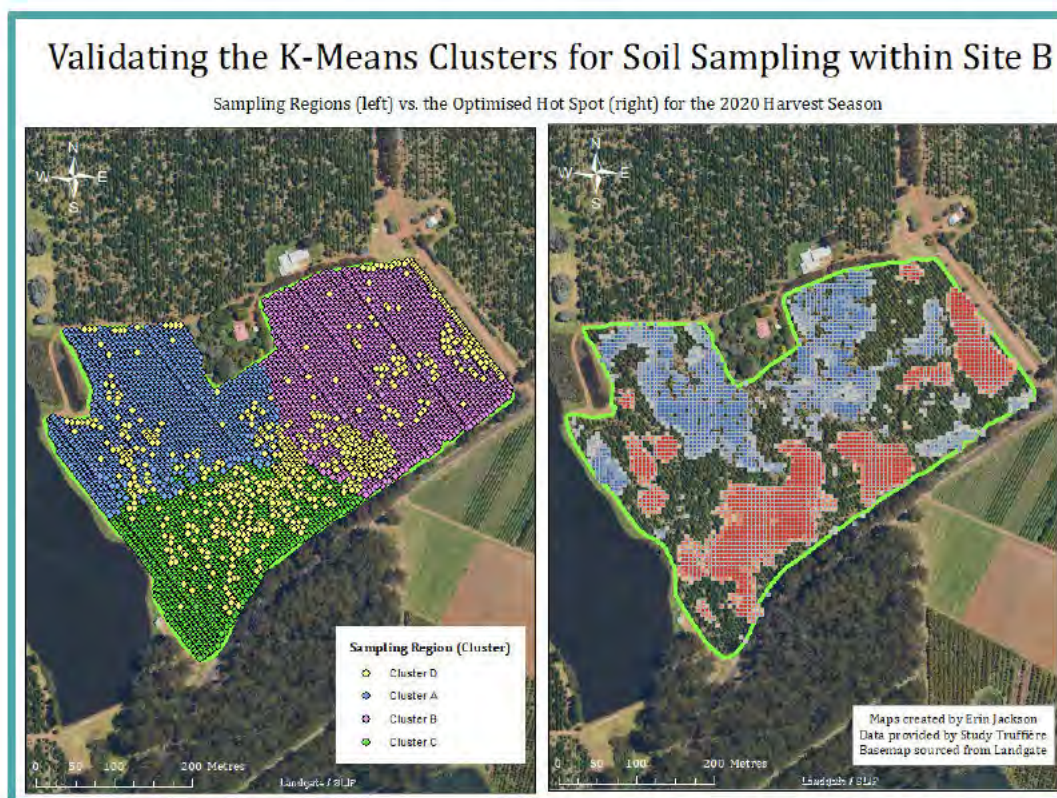 Validating the K-Means Clusters for Soil Sampling within Site B
Sampling Regions (left) vs. the Optimised Hot Spot (right) for the 2020 Harvest Season
N
W E
S
Sampling Region (Cluster)
Cluster D
Cluster A
Cluster B
Cluster C
0 50 100 200 Metres
Landgate / SLIP
N
W E
S
Maps created by Erin Jackson
Data provided by Study Truffière
Basemap sourced from Landgate
0 50 100 200 Metres
Landgate / SLIP